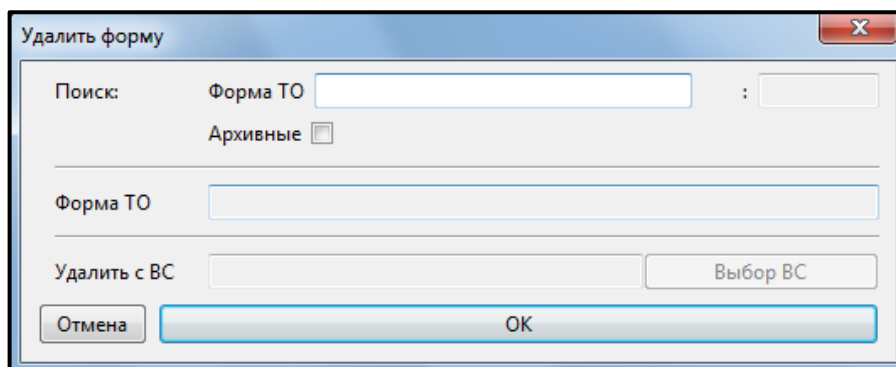 Удалить форму
Поиск: Форма ТО :
Архивные
Форма ТО
Удалить с ВС Выбор ВС
Отмена OK